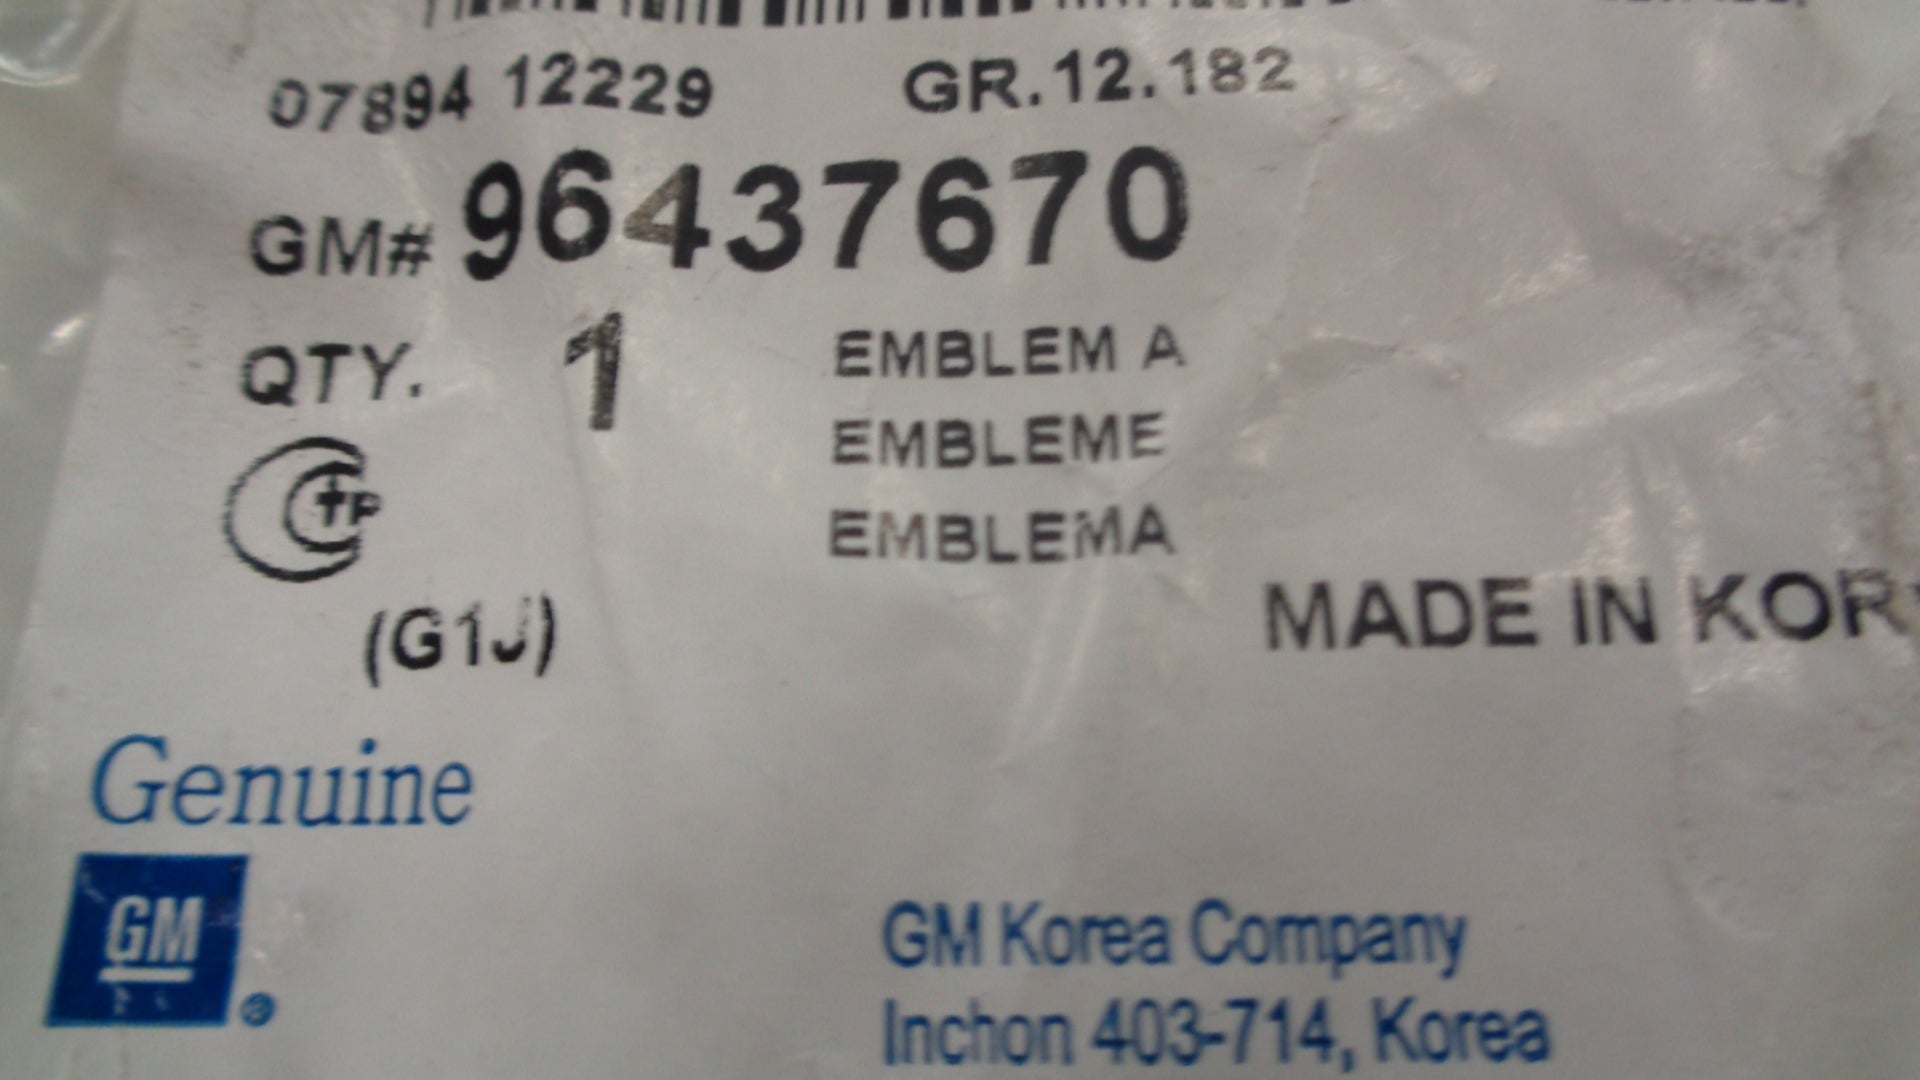 07894 12229 GR.12.182
GM# 96437670
QTY. 1 EMBLEM A
EMBLEME
EMBLEMA
(G1J)
MADE IN KOR
Genuine
GM
®
GM Korea Company
Inchon 403-714, Korea